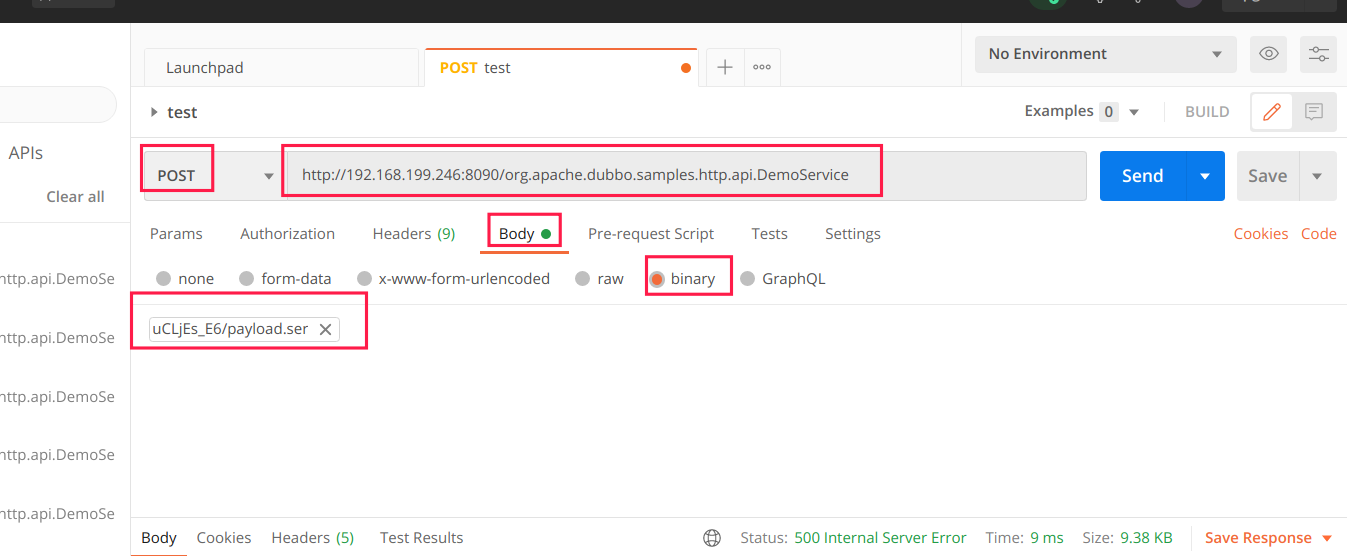 Launchpad
POST test
No Environment
test
Examples 0
BUILD
APIs
POST
http://192.168.199.246:8090/org.apache.dubbo.samples.http.api.DemoService
Send
Save
Clear all
Params Authorization Headers (9) Body Pre-request Script Tests Settings Cookies Code
none form-data x-www-form-urlencoded raw binary GraphQL
http.api.DemoSe
uCLjEs_E6/payload.ser
http.api.DemoSe
http.api.DemoSe
http.api.DemoSe
http.api.DemoSe
Body Cookies Headers (5) Test Results Status: 500 Internal Server Error Time: 9 ms Size: 9.38 KB Save Response